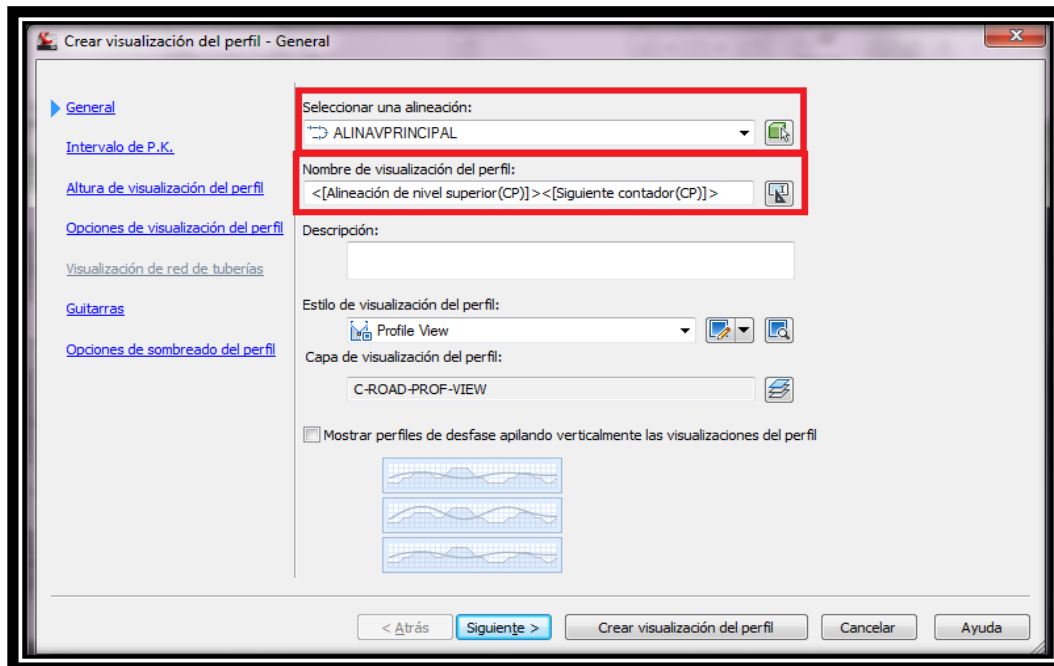 Crear visualización del perfil - General
General
Intervalo de P.K.
Altura de visualización del perfil
Opciones de visualización del perfil
Visualización de red de tuberías
Guitarras
Opciones de sombreado del perfil
Seleccionar una alineación:
ALINAVPRINCIPAL
Nombre de visualización del perfil:
<[Alineación de nivel superior(CP)]><[Siguiente contador(CP)]>
Descripción:
Estilo de visualización del perfil:
Profile View
Capa de visualización del perfil:
C-ROAD-PROF-VIEW
Mostrar perfiles de desfase apilando verticalmente las visualizaciones del perfil
< Atrás
Siguiente >
Crear visualización del perfil
Cancelar
Ayuda